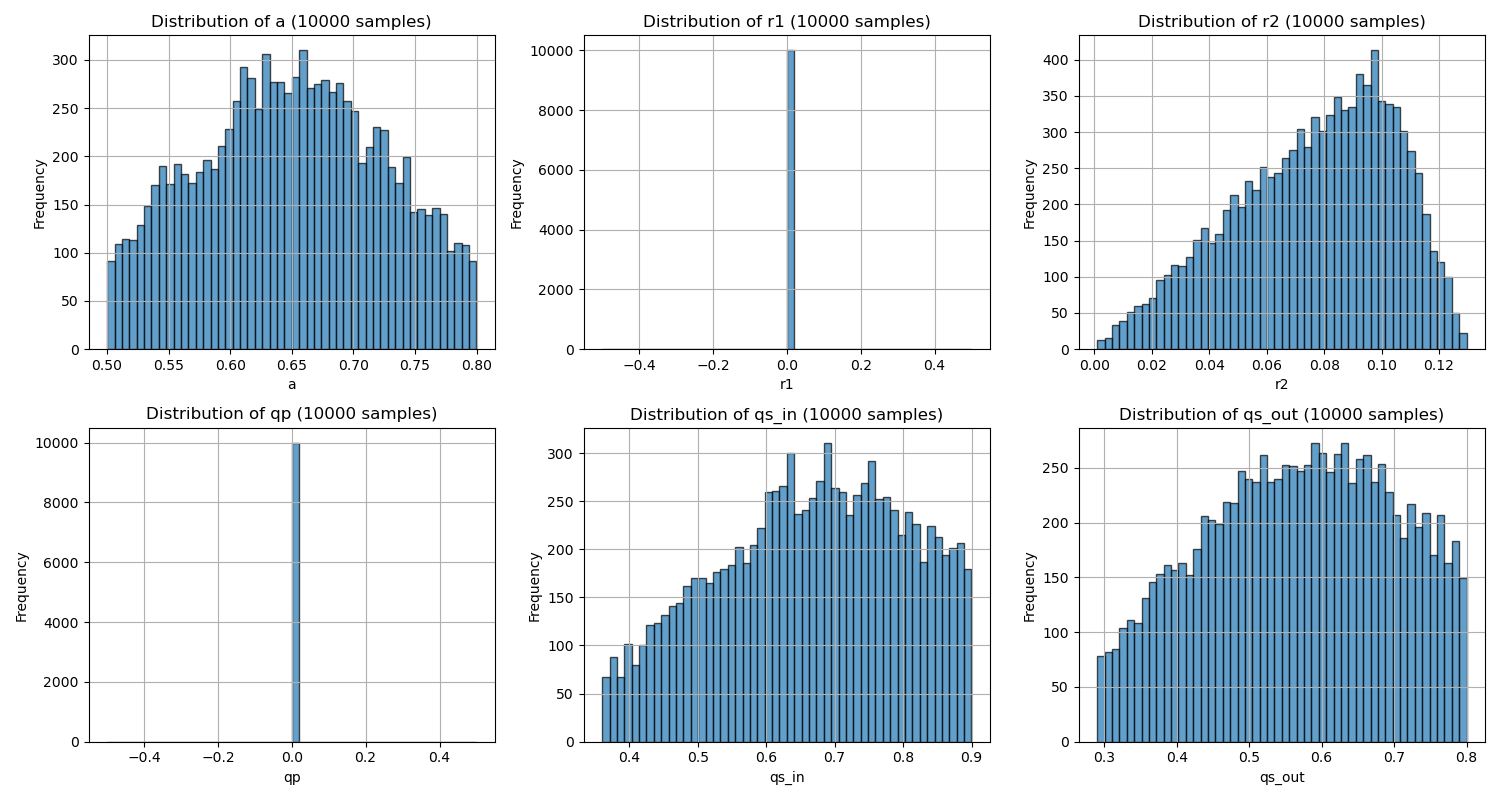 Distribution of a (10000 samples)
Frequency
300
250
200
150
100
50
0
0.50 0.55 0.60 0.65 0.70 0.75 0.80
a
Distribution of r1 (10000 samples)
Frequency
10000
8000
6000
4000
2000
0
−0.4 −0.2 0.0 0.2 0.4
r1
Distribution of r2 (10000 samples)
Frequency
400
350
300
250
200
150
100
50
0
0.00 0.02 0.04 0.06 0.08 0.10 0.12
r2
Distribution of qp (10000 samples)
Frequency
10000
8000
6000
4000
2000
0
−0.4 −0.2 0.0 0.2 0.4
qp
Distribution of qs_in (10000 samples)
Frequency
300
250
200
150
100
50
0
0.4 0.5 0.6 0.7 0.8 0.9
qs_in
Distribution of qs_out (10000 samples)
Frequency
250
200
150
100
50
0
0.3 0.4 0.5 0.6 0.7 0.8
qs_out